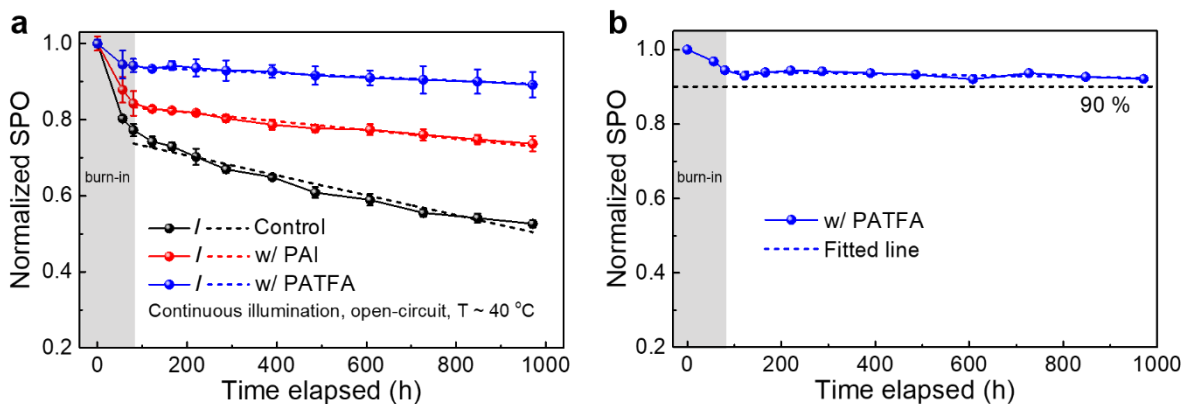 a
Normalized SPO
1.0
0.8
0.6
0.4
0.2
burn-in
/ Control
/ w/ PAI
/ w/ PATFA
Continuous illumination, open-circuit, T ~ 40 °C
0 200 400 600 800 1000
Time elapsed (h)
b
Normalized SPO
1.0
0.8
0.6
0.4
0.2
90 %
burn-in
w/ PATFA
Fitted line
0 200 400 600 800 1000
Time elapsed (h)